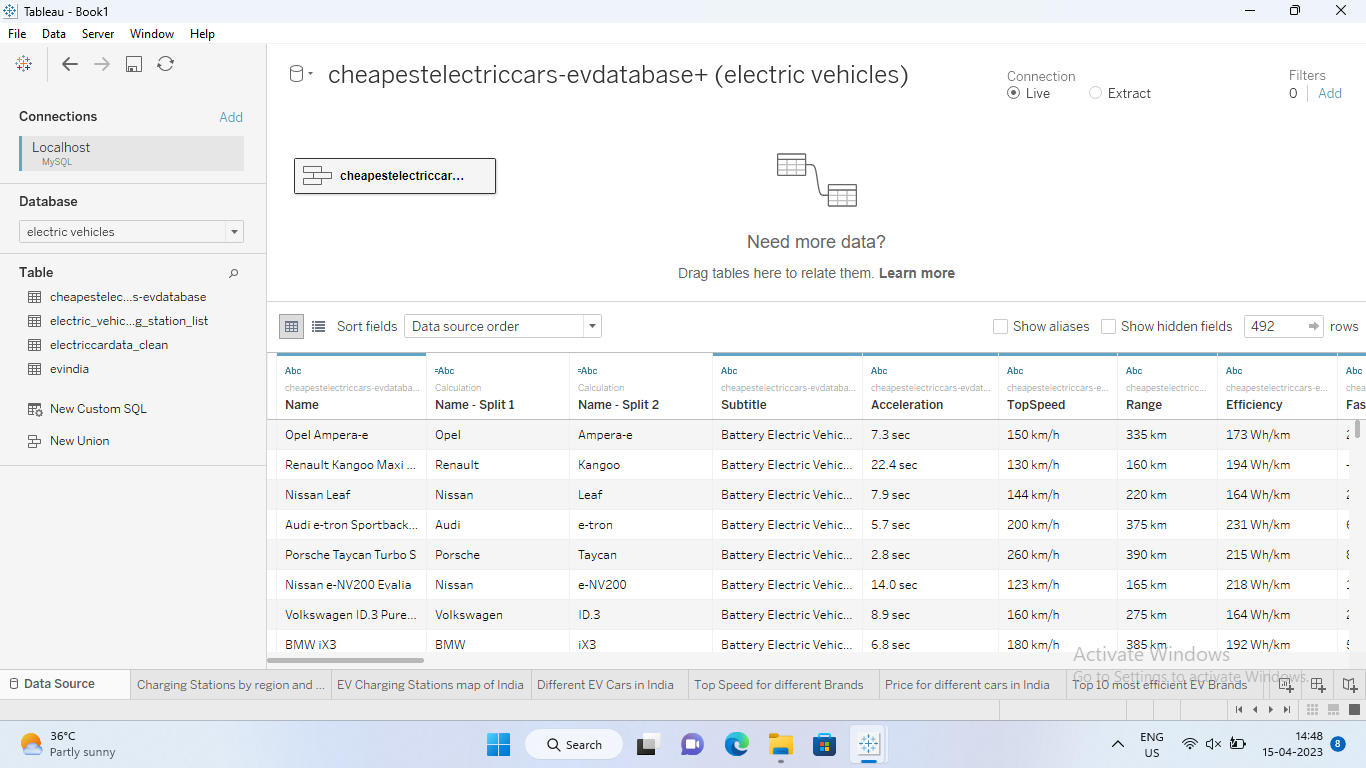 Tableau - Book1
File Data Server Window Help
Connections Add
Localhost
MySQL
Database
electric vehicles
Table
cheapestelec...s-evdatabase
electric_vehic...g_station_list
electriccardata_clean
evindia
New Custom SQL
New Union
cheapestelectriccars-evdatabase+ (electric vehicles)
Connection
Live Extract
Filters
0 Add
cheapestelectriccar...
Need more data?
Drag tables here to relate them. Learn more
Sort fields Data source order Show aliases Show hidden fields 492 rows
Abc =Abc =Abc Abc Abc Abc Abc Abc Abc
cheapestelectriccars-evdataba... Calculation Calculation cheapestelectriccars-evdataba... cheapestelectriccars-evdat... cheapestelectriccars-e... cheapestelectricc... cheapestelectriccars-e... chea
Name Name - Split 1 Name - Split 2 Subtitle Acceleration TopSpeed Range Efficiency Fas
Opel Ampera-e Opel Ampera-e Battery Electric Vehic... 7.3 sec 150 km/h 335 km 173 Wh/km
Renault Kangoo Maxi ... Renault Kangoo Battery Electric Vehic... 22.4 sec 130 km/h 160 km 194 Wh/km -
Nissan Leaf Nissan Leaf Battery Electric Vehic... 7.9 sec 144 km/h 220 km 164 Wh/km
Audi e-tron Sportback... Audi e-tron Battery Electric Vehic... 5.7 sec 200 km/h 375 km 231 Wh/km
Porsche Taycan Turbo S Porsche Taycan Battery Electric Vehic... 2.8 sec 260 km/h 390 km 215 Wh/km
Nissan e-NV200 Evalia Nissan e-NV200 Battery Electric Vehic... 14.0 sec 123 km/h 165 km 218 Wh/km
Volkswagen ID.3 Pure... Volkswagen ID.3 Battery Electric Vehic... 8.9 sec 160 km/h 275 km 164 Wh/km
BMW iX3 BMW iX3 Battery Electric Vehic... 6.8 sec 180 km/h 385 km 192 Wh/km
Activate Windows
Go to Settings to activate Windows.
Data Source Charging Stations by region and ... EV Charging Stations map of India Different EV Cars in India Top Speed for different Brands Price for different cars in India Top 10 most efficient EV Brands
36°C
Partly sunny
Search
ENG
US
14:48
15-04-2023
8